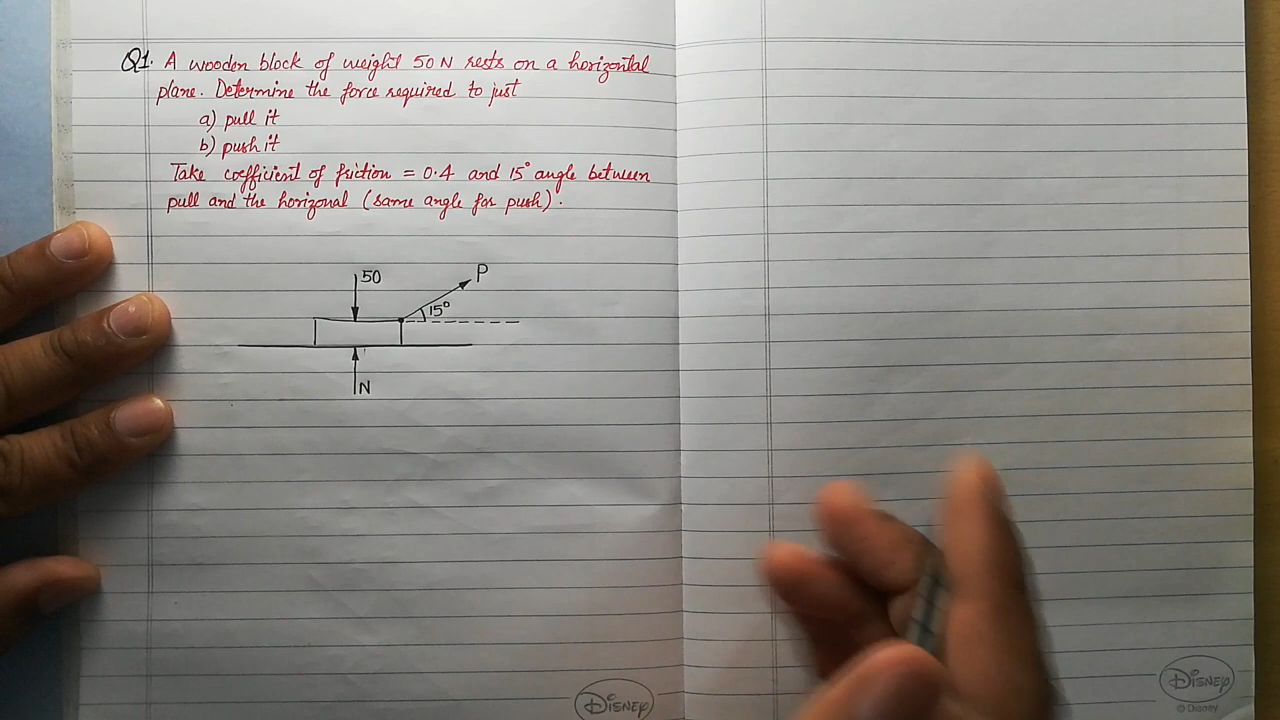 Q1. A wooden block of weight 50 N rests on a horizontal
plane. Determine the force required to just
a) pull it
b) push it
Take coefficient of friction = 0.4 and 15° angle between
pull and the horizonal (same angle for push).
50
P
15°
N
DISNEY
DISNEY
© Disney